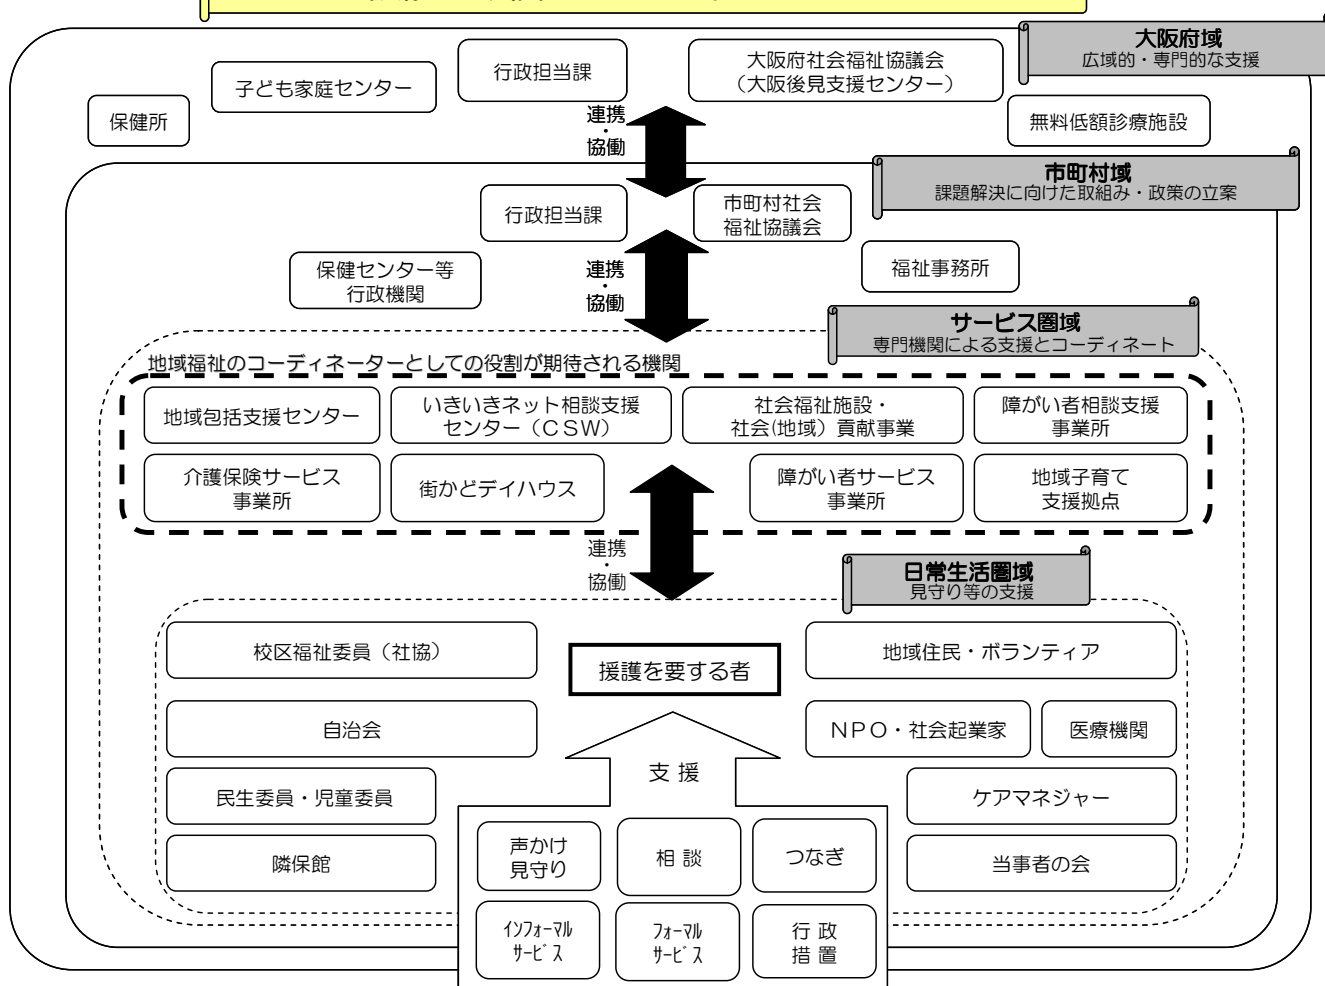 大阪府域
広域的・専門的な支援
行政担当課
大阪府社会福祉協議会
（大阪後見支援センター）
子ども家庭センター
保健所
無料低額診療施設
連携
・
協働
市町村域
課題解決に向けた取組み・政策の立案
行政担当課
市町村社会
福祉協議会
保健センター等
行政機関
福祉事務所
連携
・
協働
サービス圏域
専門機関による支援とコーディネート
地域福祉のコーディネーターとしての役割が期待される機関
地域包括支援センター
いきいきネット相談支援
センター（ＣＳＷ）
社会福祉施設・
社会(地域）貢献事業
障がい者相談支援
事業所
介護保険サービス
事業所
街かどデイハウス
障がい者サービス
事業所
地域子育て
支援拠点
連携
・
協働
日常生活圏域
見守り等の支援
校区福祉委員（社協）
援護を要する者
地域住民・ボランティア
自治会
ＮＰＯ・社会起業家
医療機関
支 援
民生委員・児童委員
ケアマネジャー
隣保館
声かけ
見守り
相 談
つなぎ
当事者の会
ｲﾝﾌｫｰﾏﾙ
ｻｰﾋﾞｽ
ﾌｫｰﾏﾙ
ｻｰﾋﾞｽ
行 政
措 置